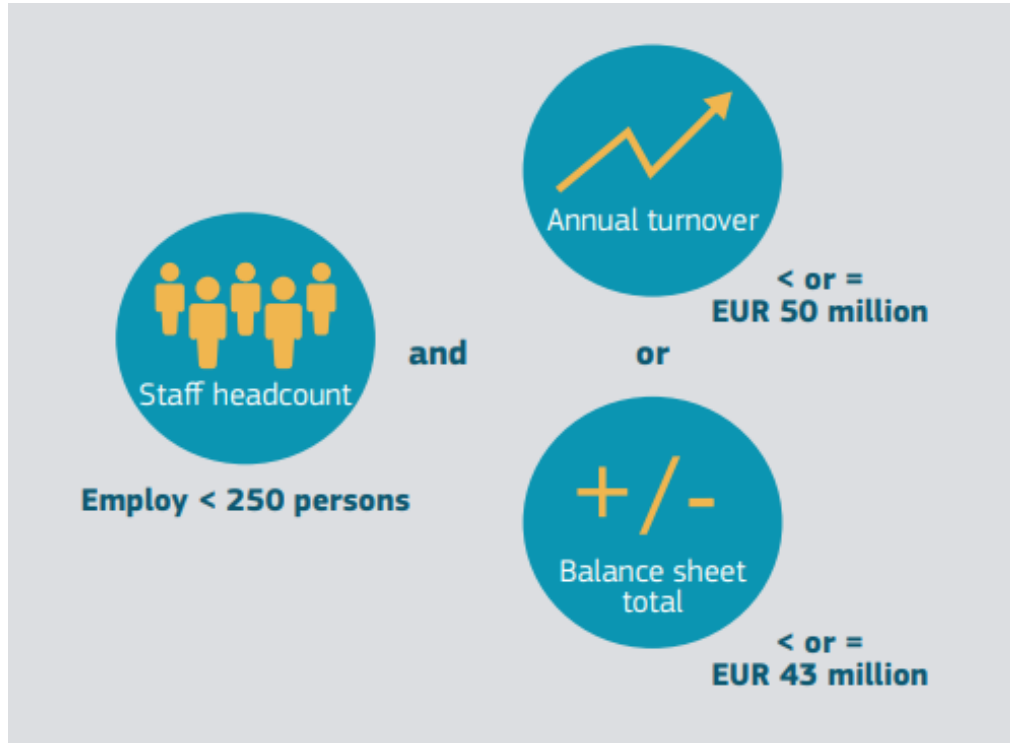 Annual turnover
< or =
EUR 50 million
Staff headcount
Employ < 250 persons
and
or
+/-
Balance sheet
total
< or =
EUR 43 million